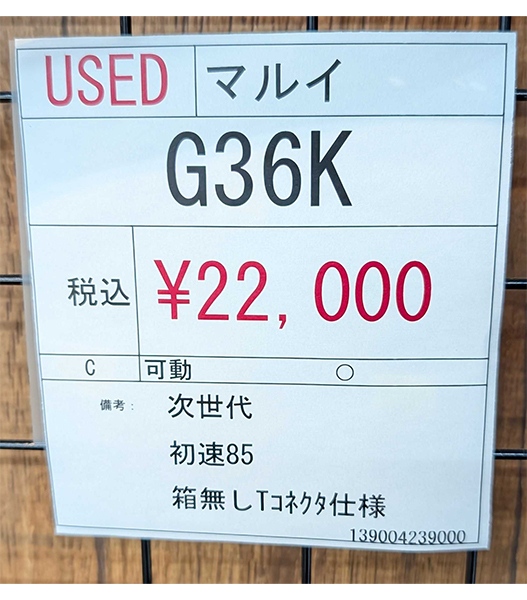 USED マルイ
G36K
税込 ¥22,000
C 可動 ○
備考: 次世代
初速85
箱無しTコネクタ仕様
139004239000